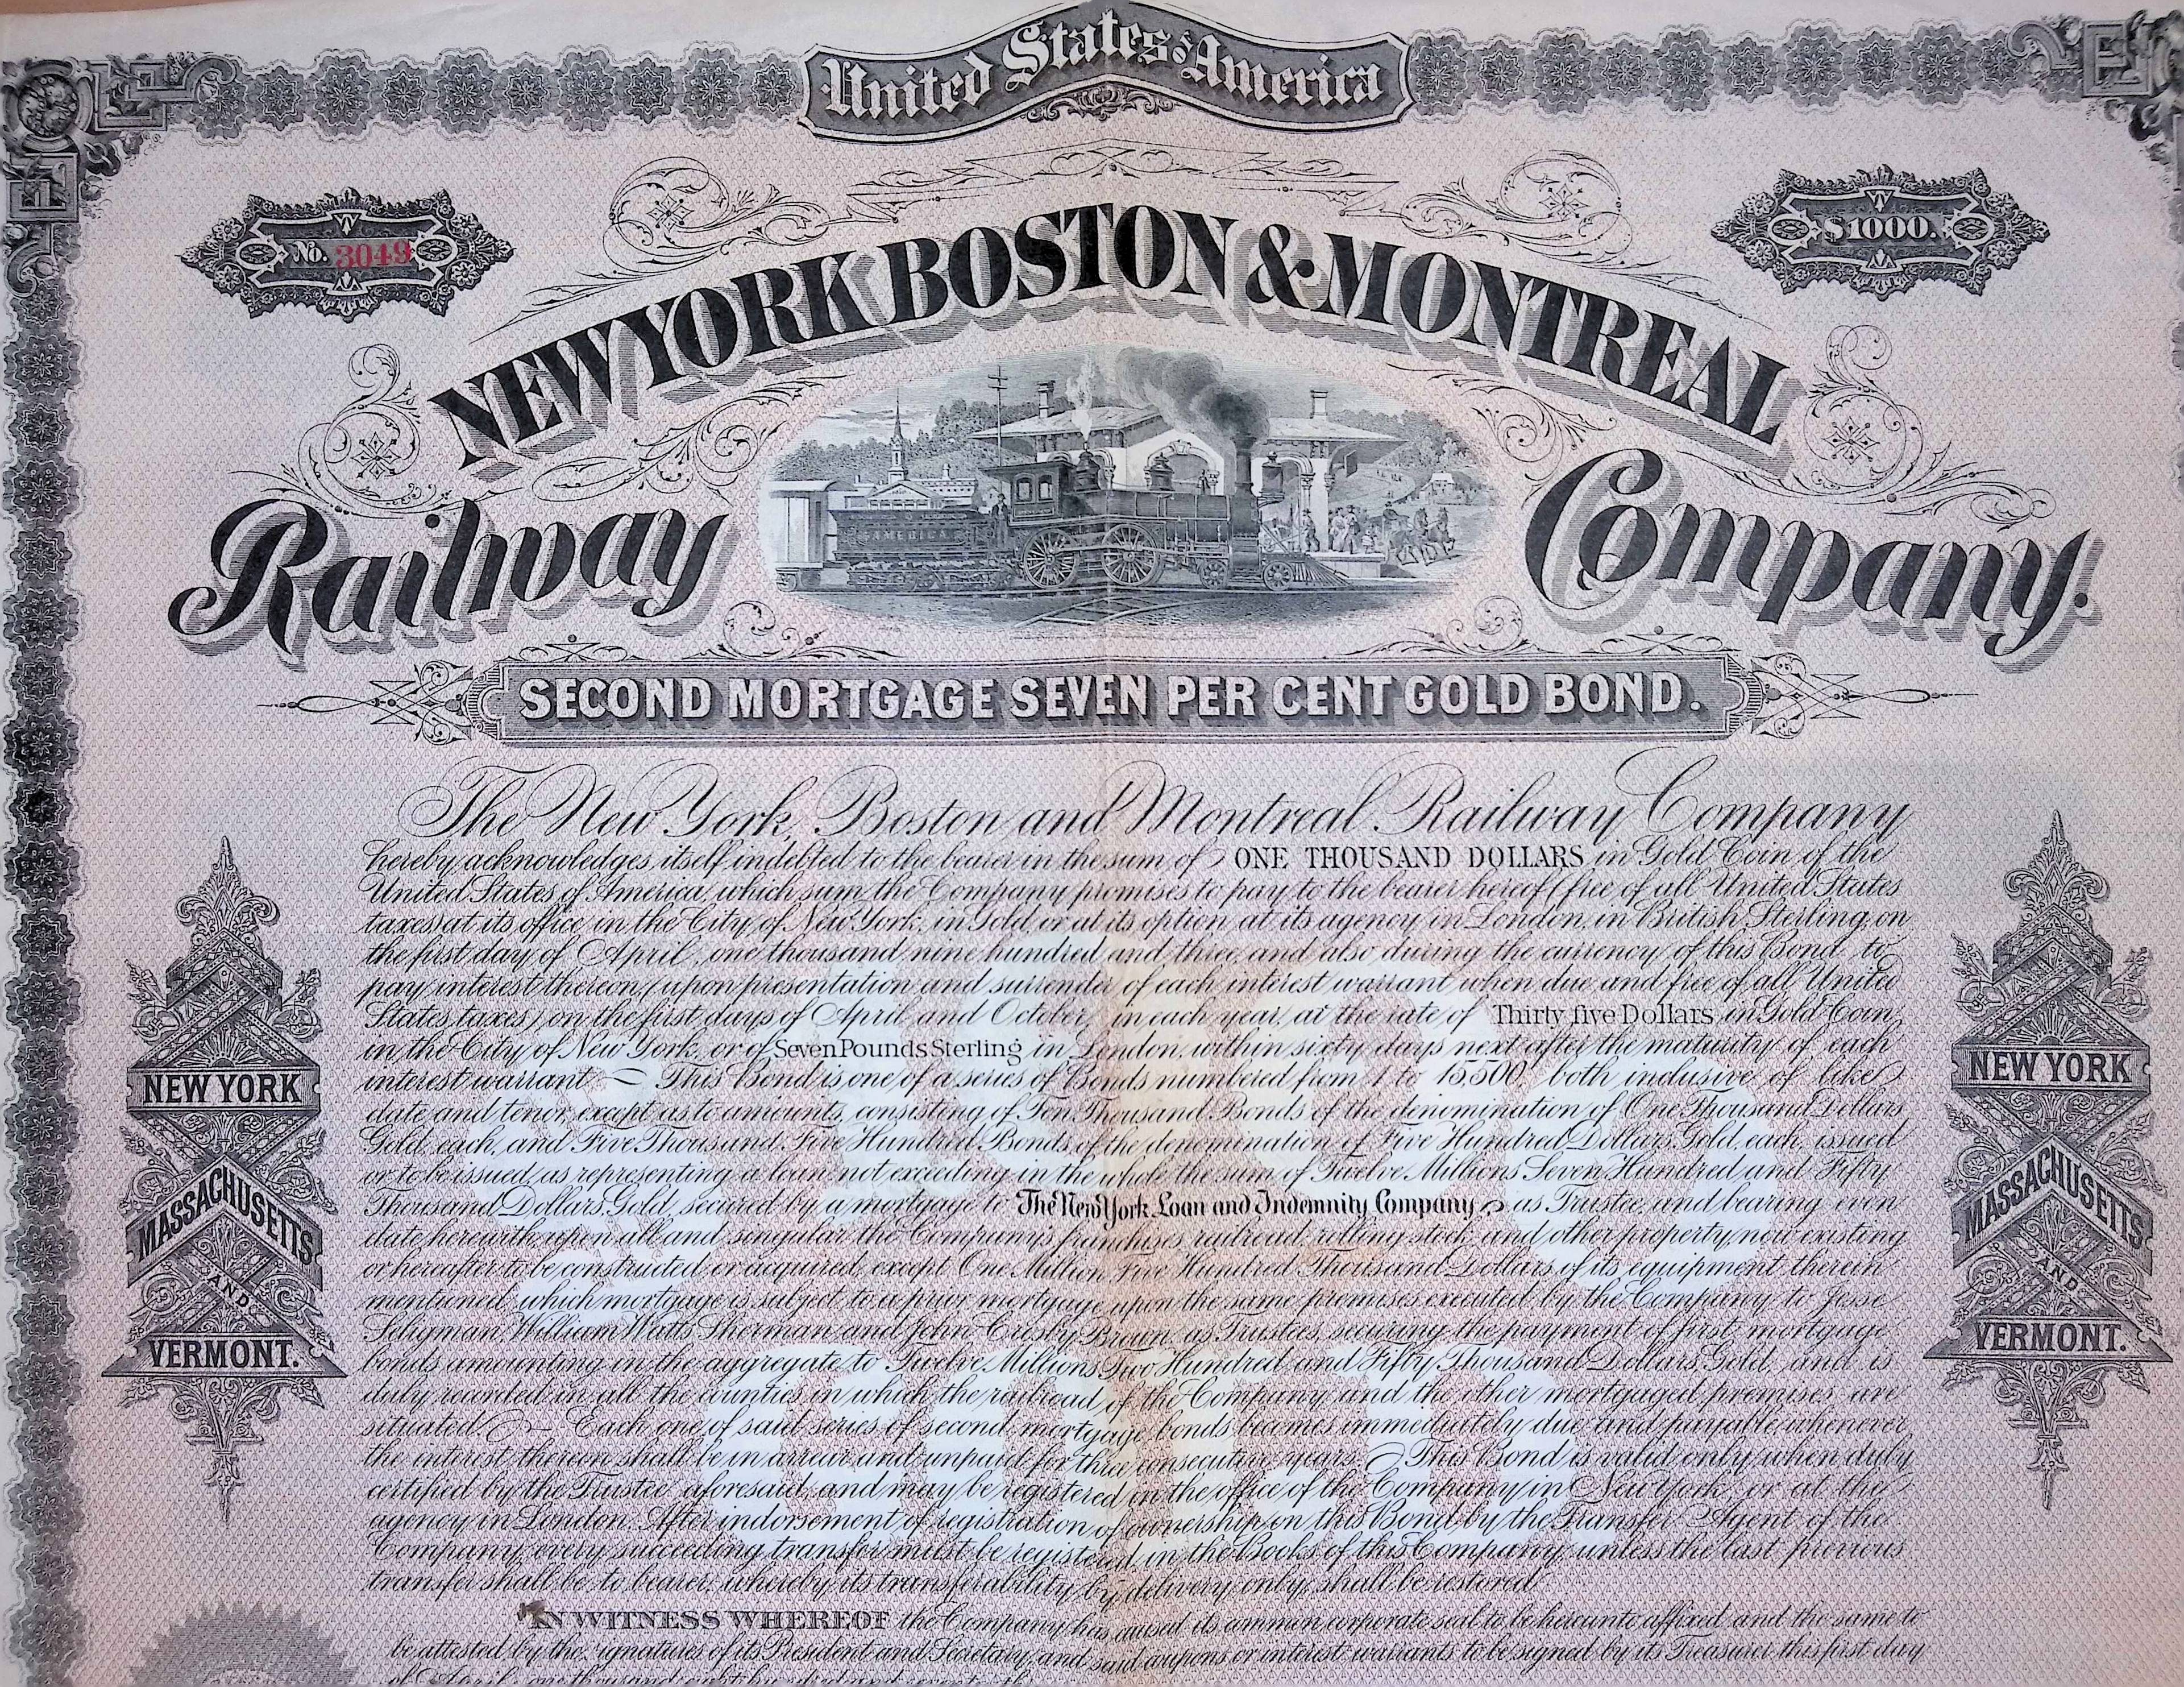 United States of America
No. 3049
$1000.
NEW YORK BOSTON & MONTREAL
Railway Company.
AMERICA
SECOND MORTGAGE SEVEN PER CENT GOLD BOND.
The New York, Boston and Montreal Railway Company
hereby acknowledges itself indebted to the bearer in the sum of ONE THOUSAND DOLLARS in Gold Coin of the
United States of America, which sum the Company promises to pay to the bearer hereof (free of all United States
taxes) at its office in the City of New York, in Gold, or at its option at its agency in London, in British Sterling, on
the first day of April, one thousand nine hundred and three, and also during the currency of this Bond to
pay interest thereon, (upon presentation and surrender of each interest warrant when due and free of all United
States taxes) on the first days of April and October, in each year, at the rate of Thirty five Dollars in Gold Coin,
in the City of New York, or of Seven Pounds Sterling in London, within sixty days next after the maturity of each
interest warrant. This Bond is one of a series of Bonds numbered from 1 to 15,500, both inclusive of like
date and tenor, except as to amounts, consisting of Ten Thousand Bonds of the denomination of One Thousand Dollars
Gold, each, and Five Thousand Five Hundred Bonds of the denomination of Five Hundred Dollars, Gold, each, issued
or to be issued, as representing a loan not exceeding in the whole the sum of Twelve Millions Seven Hundred and Fifty
Thousand Dollars, Gold, secured by a mortgage to The New York Loan and Indemnity Company as Trustee, and bearing even
date herewith, upon all and singular the Company's franchises, railroad, rolling stock, and other property, now existing
or hereafter to be constructed or acquired, except One Million Five Hundred Thousand Dollars of its equipment therein
mentioned, which mortgage is subject to a prior mortgage upon the same premises executed by the Company to Jesse
Seligman, William Watts Sherman and John Crosby Brown, as Trustees, securing the payment of first mortgage
bonds amounting in the aggregate to Twelve Millions Two Hundred and Fifty Thousand Dollars, Gold, and is
duly recorded in all the counties in which the railroad of the Company and the other mortgaged premises are
situated. Each one of said series of second mortgage bonds becomes immediately due and payable whenever
the interest thereon shall be in arrear and unpaid for three consecutive years. This Bond is valid only when duly
certified by the Trustee aforesaid, and may be registered in the office of the Company in New York, or at the
agency in London. After indorsement of registration of ownership on this Bond, by the Transfer Agent of the
Company, every succeeding transfer must be registered in the Books of this Company, unless the last previous
transfer shall be to bearer, whereby its transferability by delivery only, shall be restored.
IN WITNESS WHEREOF the Company has caused its common corporate seal to be hereunto affixed, and the same to
be attested by the signatures of its President and Secretary, and said coupons or interest warrants to be signed by its Treasurer this first day
of April, one thousand eight hundred and seventy
NEW YORK
MASSACHUSETTS
AND
VERMONT.
NEW YORK
MASSACHUSETTS
AND
VERMONT.